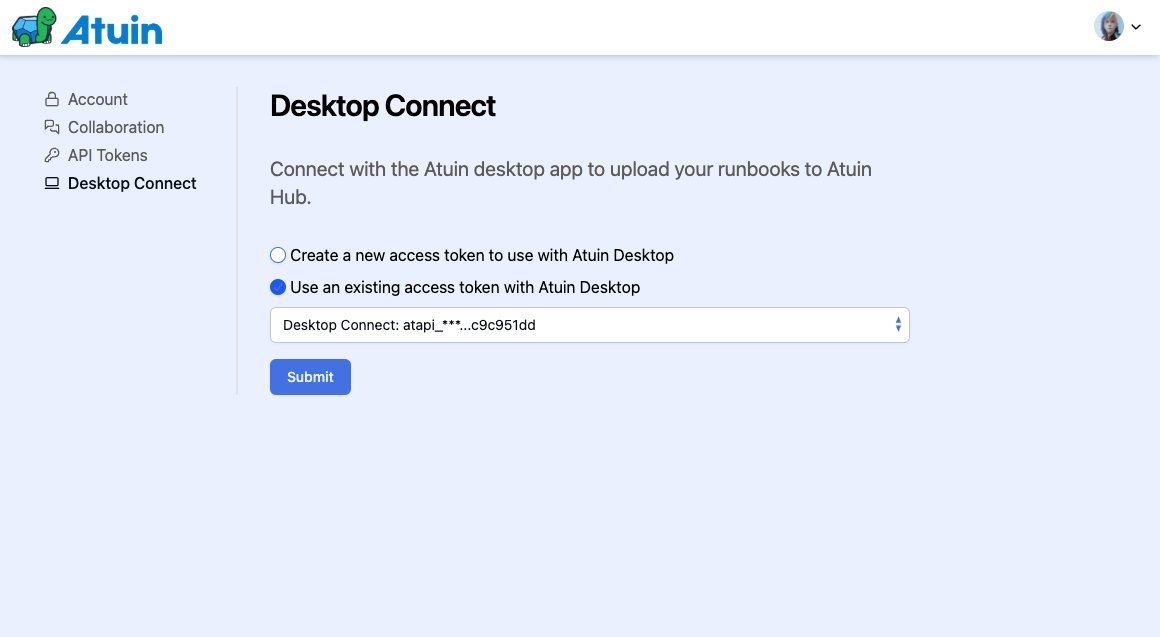 Atuin
Account
Collaboration
API Tokens
Desktop Connect
Desktop Connect
Connect with the Atuin desktop app to upload your runbooks to Atuin
Hub.
Create a new access token to use with Atuin Desktop
Use an existing access token with Atuin Desktop
Desktop Connect: atapi_***...c9c951dd
Submit